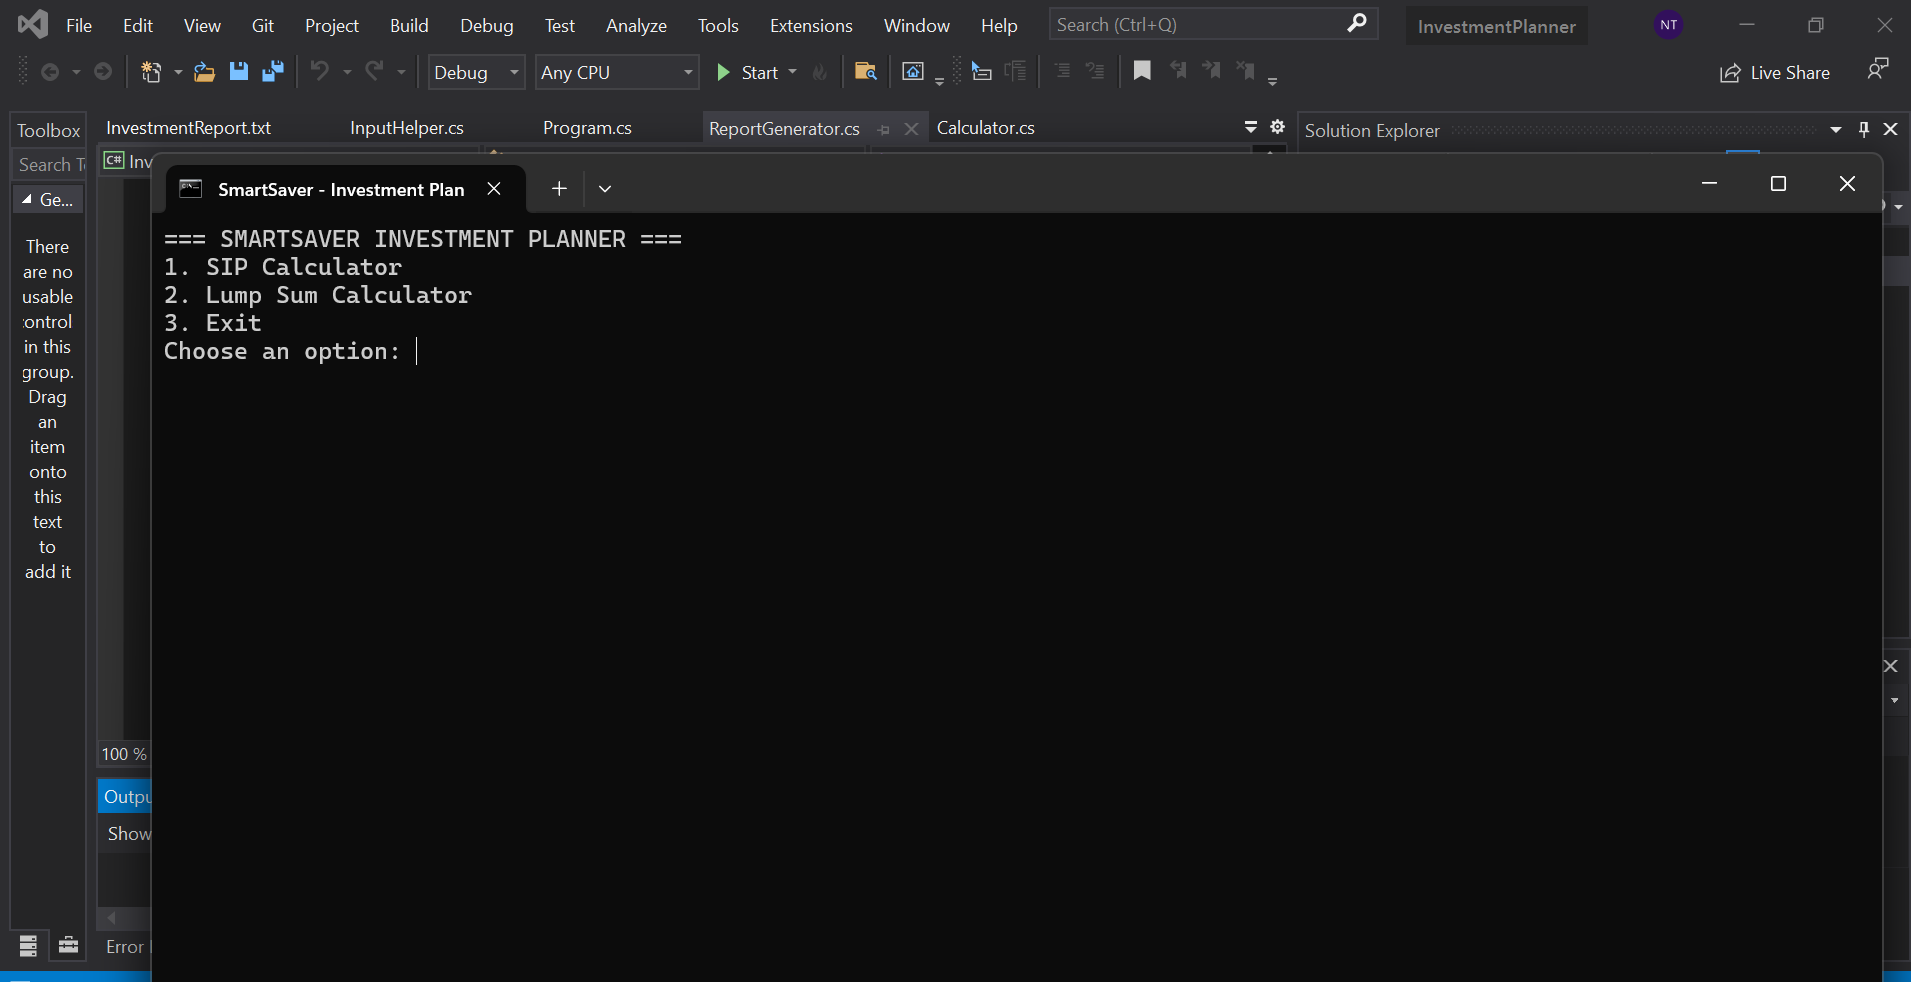 File Edit View Git Project Build Debug Test Analyze Tools Extensions Window Help Search (Ctrl+Q) InvestmentPlanner NT
Debug Any CPU Start Live Share
Toolbox InvestmentReport.txt InputHelper.cs Program.cs ReportGenerator.cs Calculator.cs Solution Explorer
Search T
C# Inv
Ge...
There
are no
usable
control
in this
group.
Drag
an
item
onto
this
text
to
add it
SmartSaver - Investment Plan
=== SMARTSAVER INVESTMENT PLANNER ===
1. SIP Calculator
2. Lump Sum Calculator
3. Exit
Choose an option:
100 %
Outpu
Show
Error